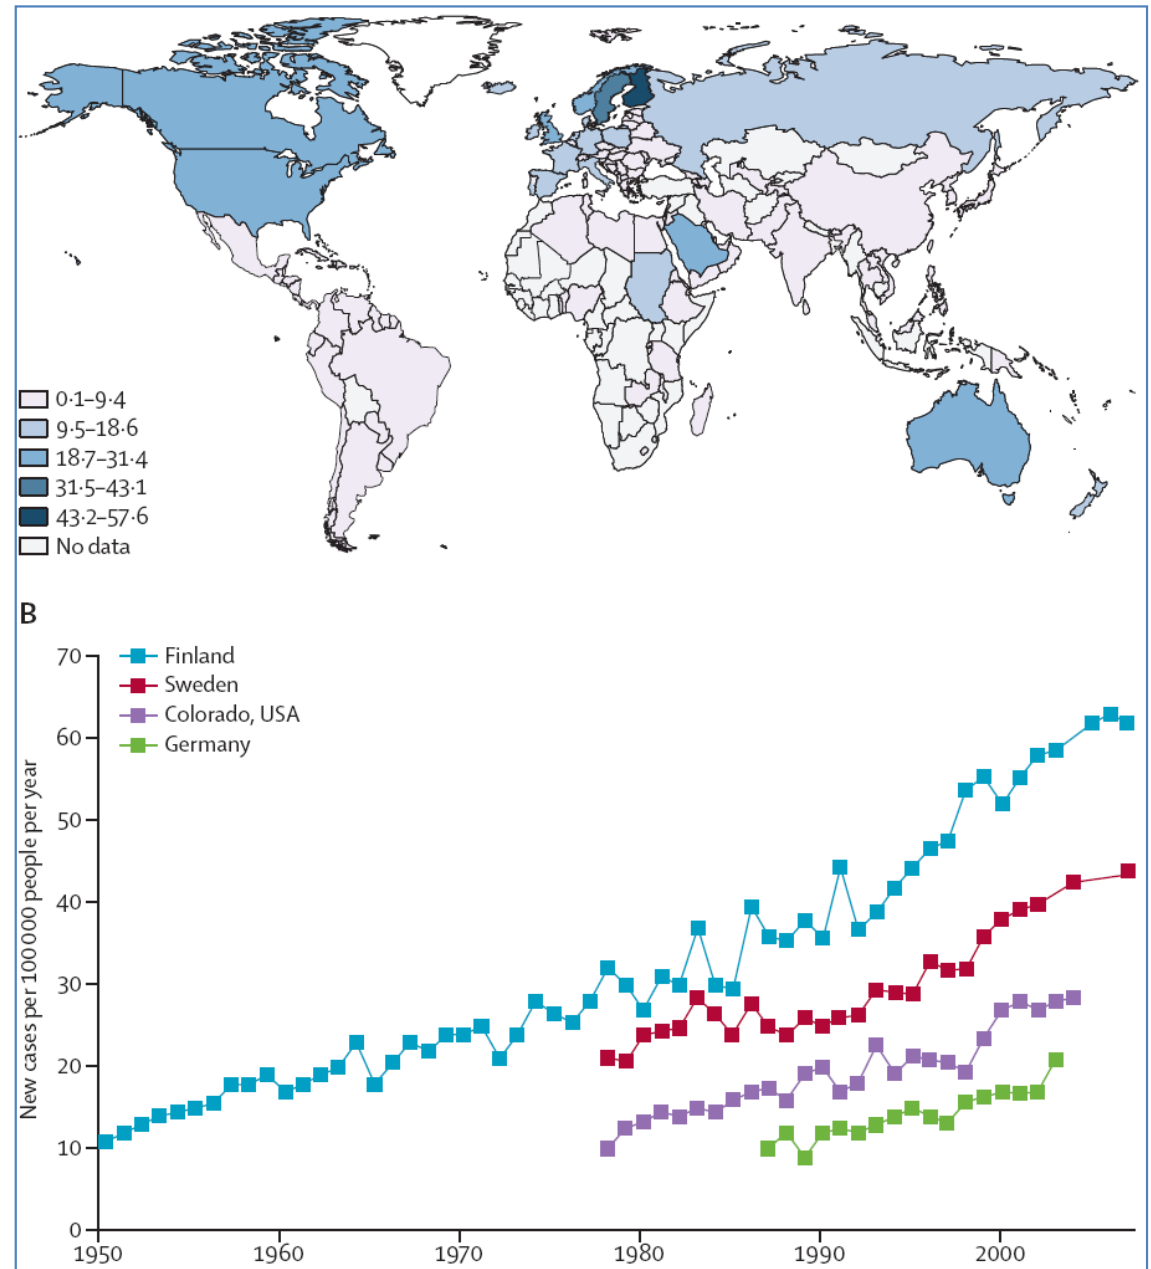 0·1–9·4
9·5–18·6
18·7–31·4
31·5–43·1
43·2–57·6
No data
B
70
60
50
40
30
20
10
0
New cases per 100 000 people per year
Finland
Sweden
Colorado, USA
Germany
1950 1960 1970 1980 1990 2000